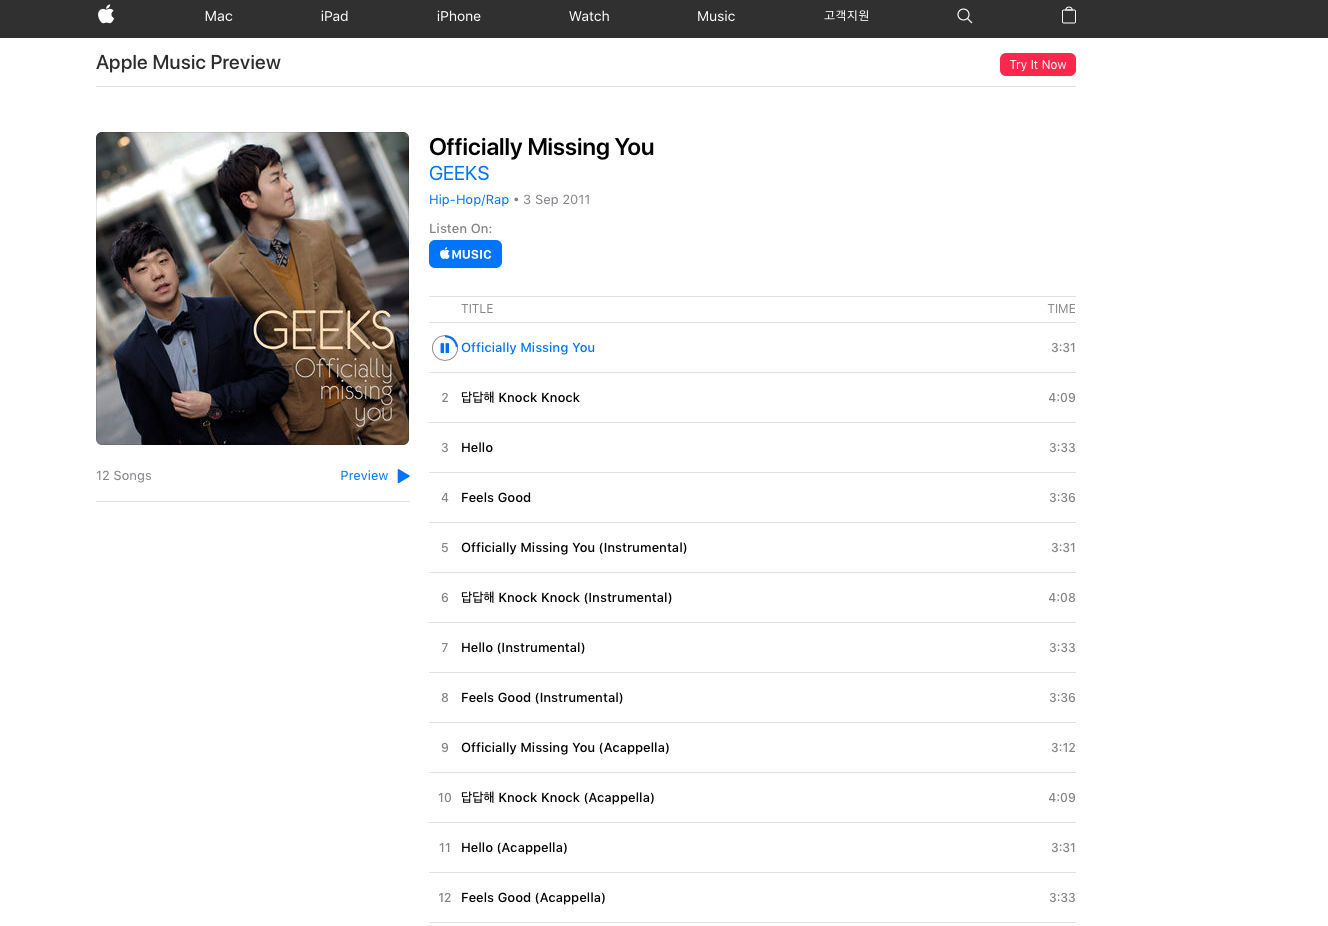 Mac iPad iPhone Watch Music 고객지원
Apple Music Preview
Try It Now
GEEKS
Officially
missing
you
12 Songs
Preview
Officially Missing You
GEEKS
Hip-Hop/Rap • 3 Sep 2011
Listen On:
MUSIC
TITLE TIME
Officially Missing You 3:31
2 답답해 Knock Knock 4:09
3 Hello 3:33
4 Feels Good 3:36
5 Officially Missing You (Instrumental) 3:31
6 답답해 Knock Knock (Instrumental) 4:08
7 Hello (Instrumental) 3:33
8 Feels Good (Instrumental) 3:36
9 Officially Missing You (Acappella) 3:12
10 답답해 Knock Knock (Acappella) 4:09
11 Hello (Acappella) 3:31
12 Feels Good (Acappella) 3:33